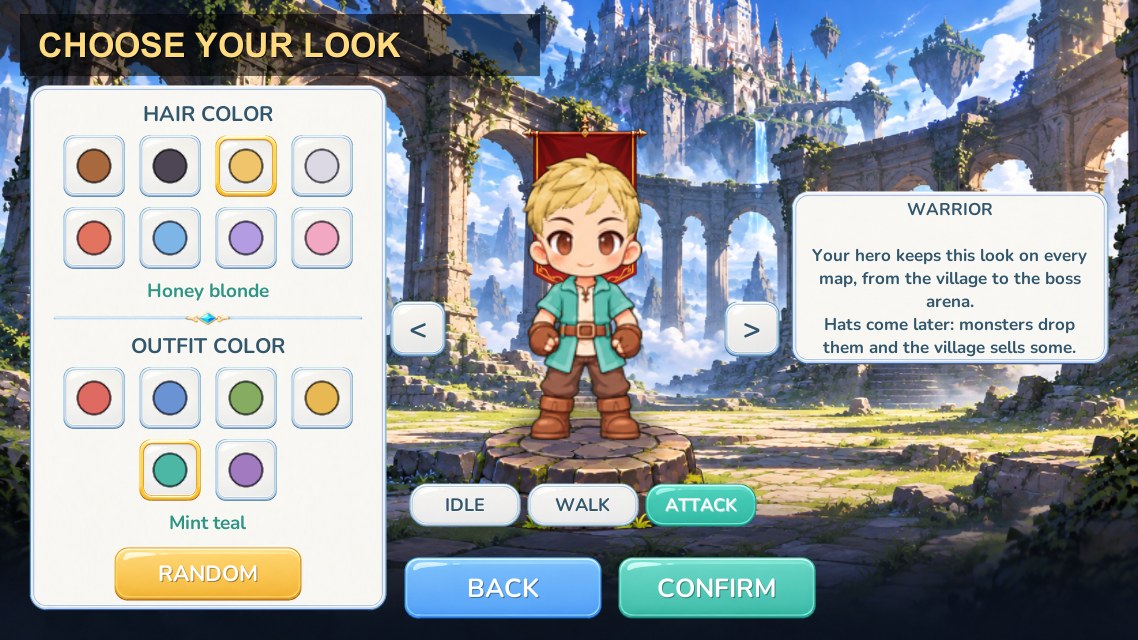 CHOOSE YOUR LOOK
HAIR COLOR
Honey blonde
OUTFIT COLOR
Mint teal
RANDOM
<
>
IDLE
WALK
ATTACK
BACK
CONFIRM
WARRIOR
Your hero keeps this look on every
map, from the village to the boss
arena.
Hats come later: monsters drop
them and the village sells some.